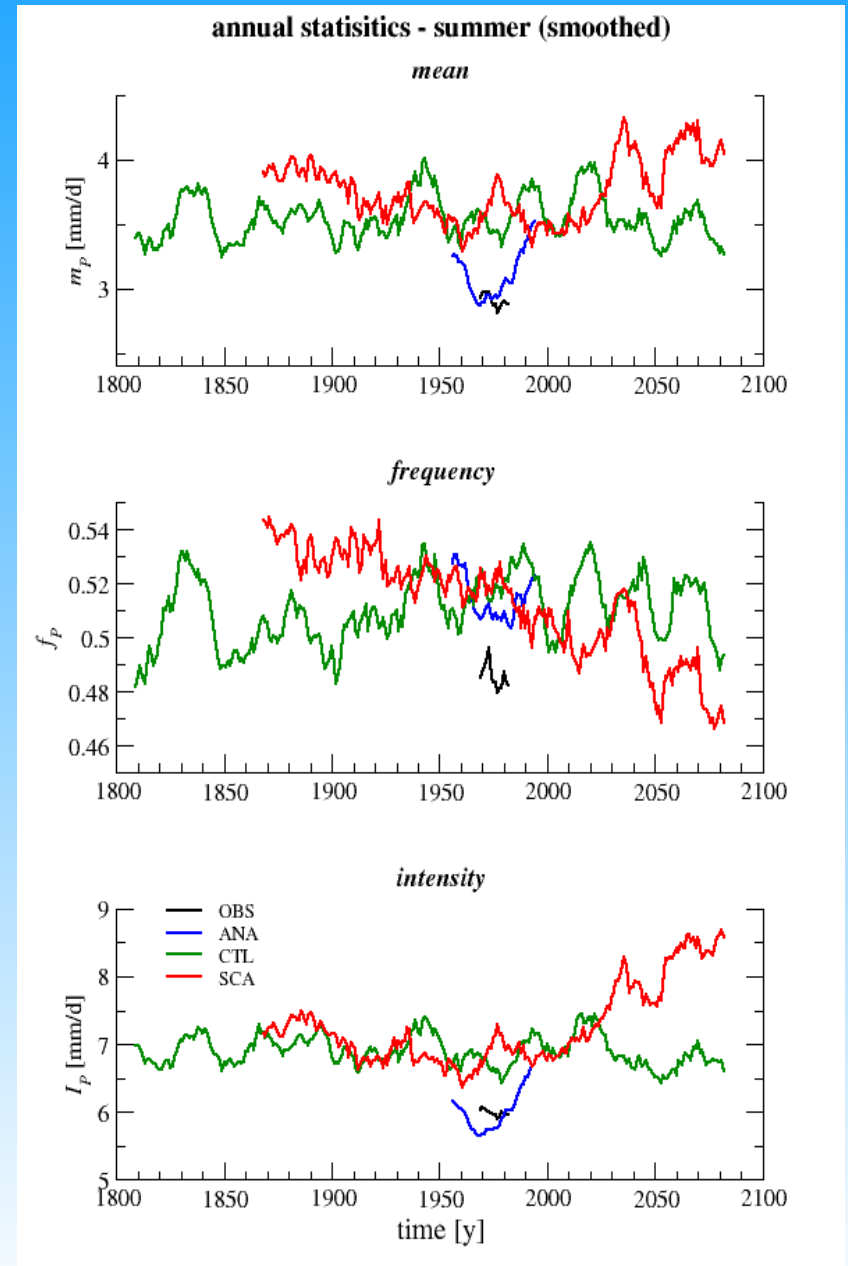 annual statisitics - summer (smoothed)
mean
4
3
m_P [mm/d]
1800 1850 1900 1950 2000 2050 2100
frequency
0.54
0.52
0.5
0.48
0.46
f_P
1800 1850 1900 1950 2000 2050 2100
intensity
9
8
7
6
5
I_P [mm/d]
OBS
ANA
CTL
SCA
1800 1850 1900 1950 2000 2050 2100
time [y]